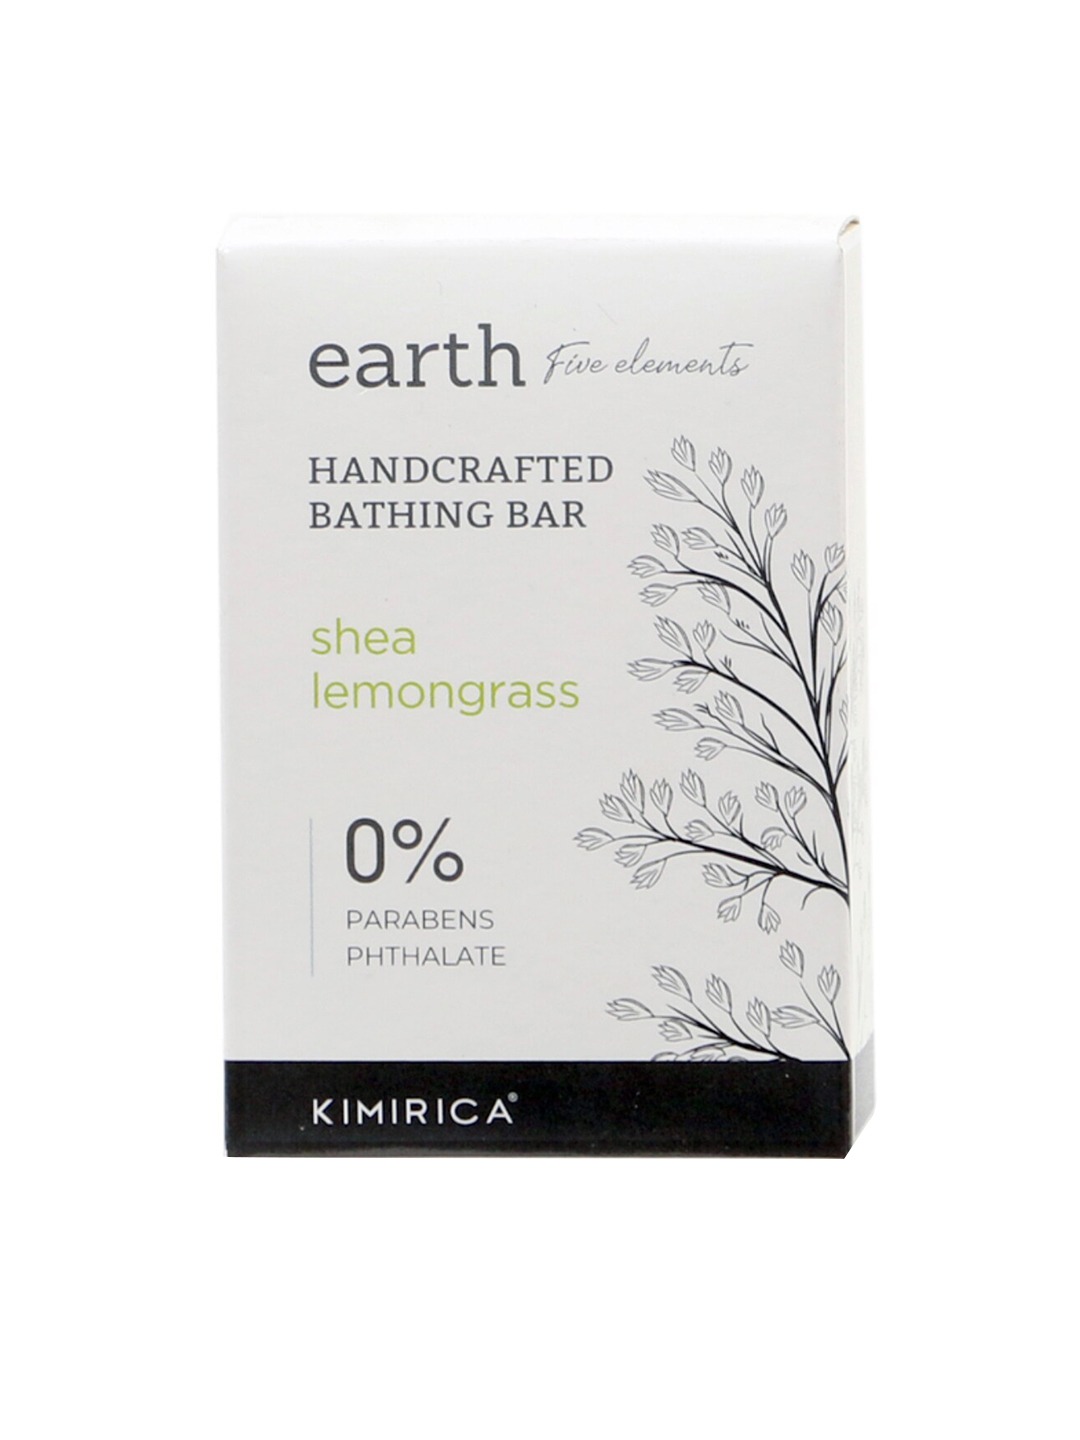 earth Five elements
HANDCRAFTED
BATHING BAR
shea
lemongrass
0%
PARABENS
PHTHALATE
KIMIRICA®